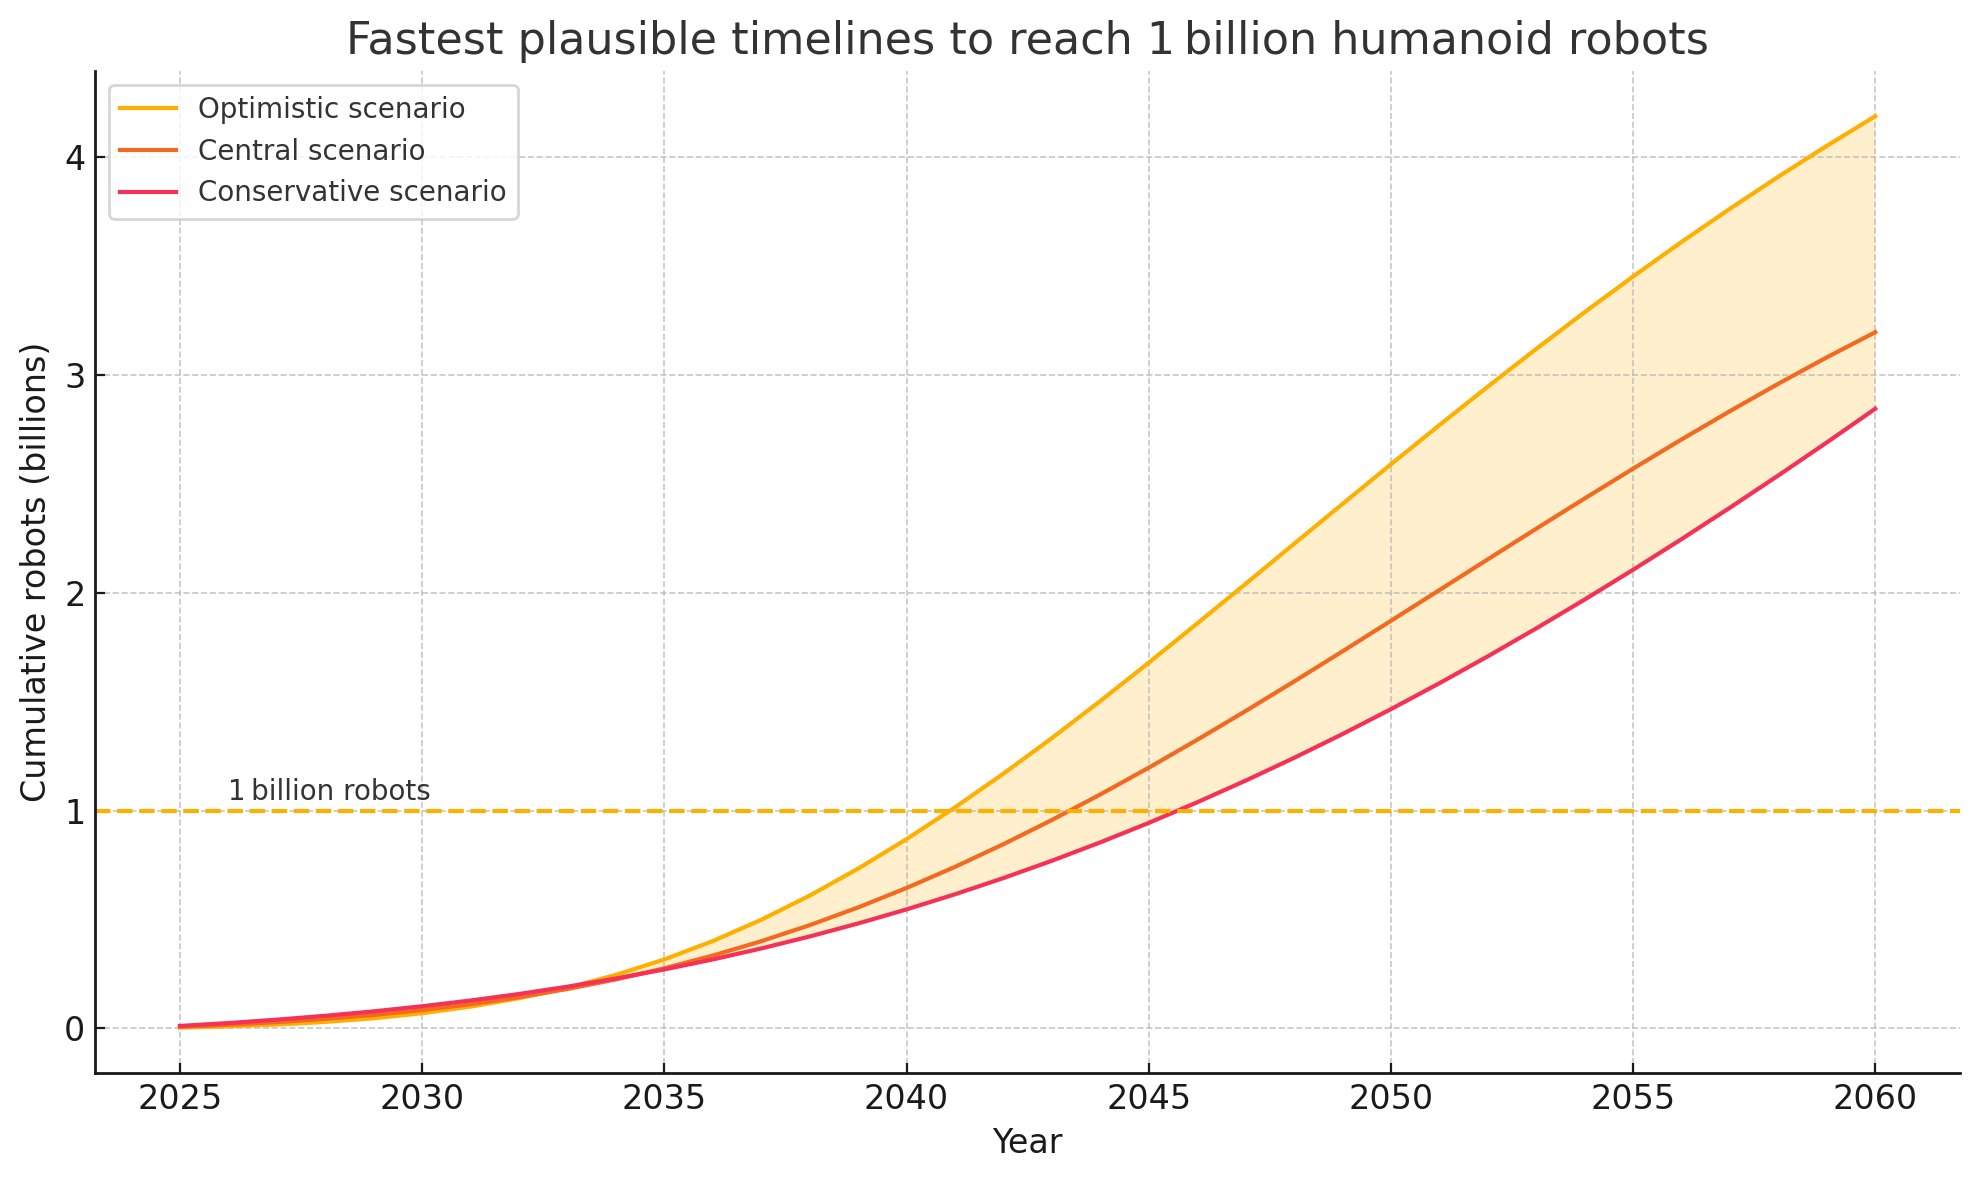 Fastest plausible timelines to reach 1 billion humanoid robots
Optimistic scenario
Central scenario
Conservative scenario
Cumulative robots (billions)
4
3
2
1
0
1 billion robots
2025 2030 2035 2040 2045 2050 2055 2060
Year